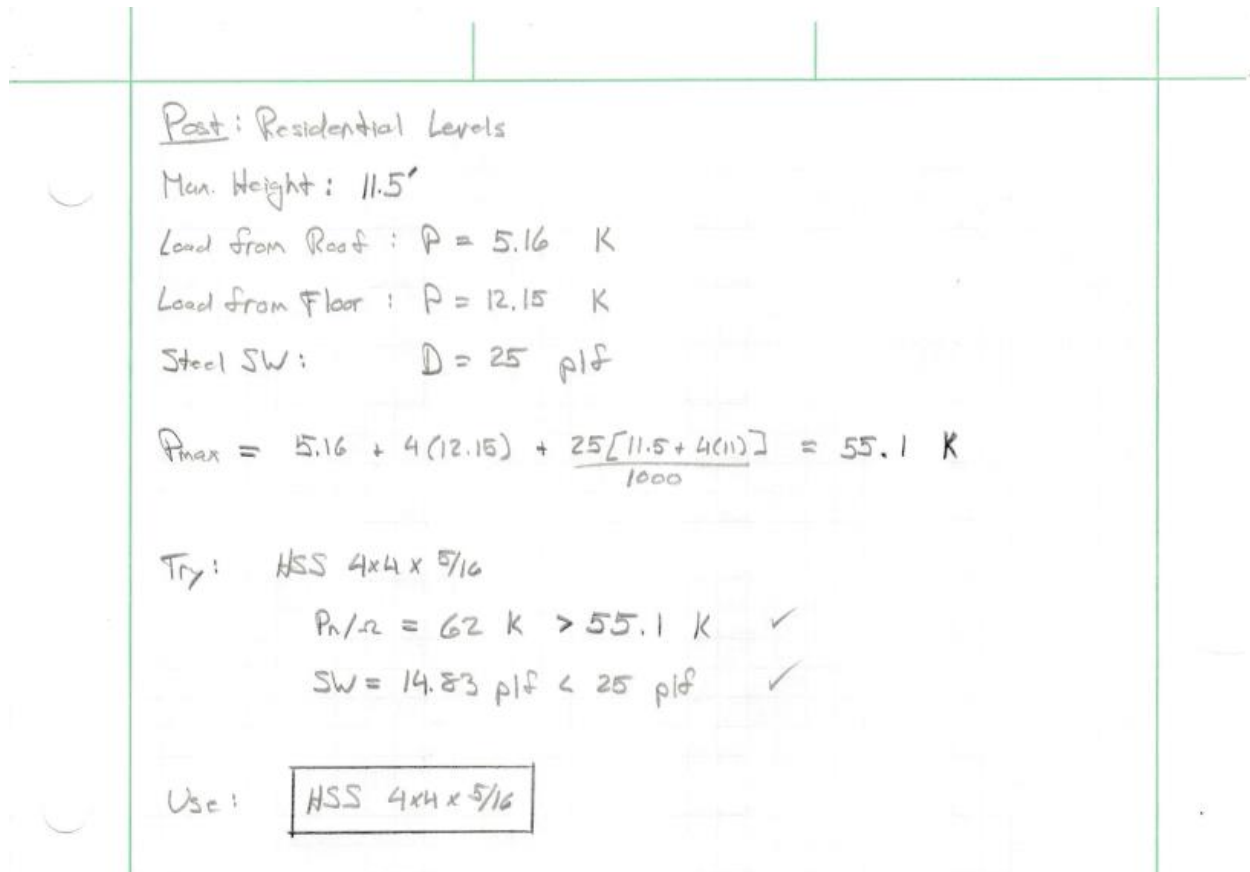 Post: Residential Levels
Max. Height: 11.5'
Load from Roof: P = 5.16 K
Load from Floor: P = 12.15 K
Steel SW: D = 25 plf
Pmax = 5.16 + 4(12.15) + 25[11.5 + 4(11)]/1000 = 55.1 K
Try: HSS 4x4 x 5/16
Pn/Ω = 62 K > 55.1 K ✓
SW = 14.83 plf < 25 plf ✓
Use: HSS 4x4 x 5/16